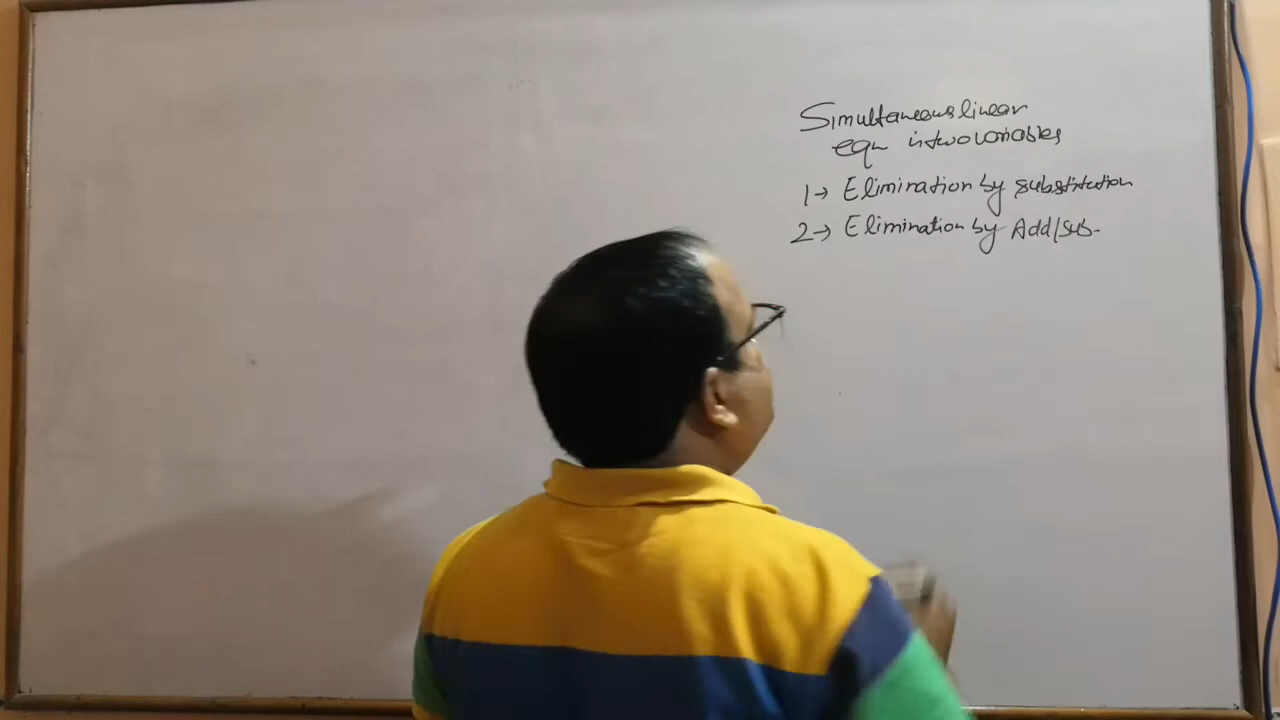 Simultaneous linear
eqn in two variables
1→ Elimination by substitution
2→ Elimination by Add/sub.